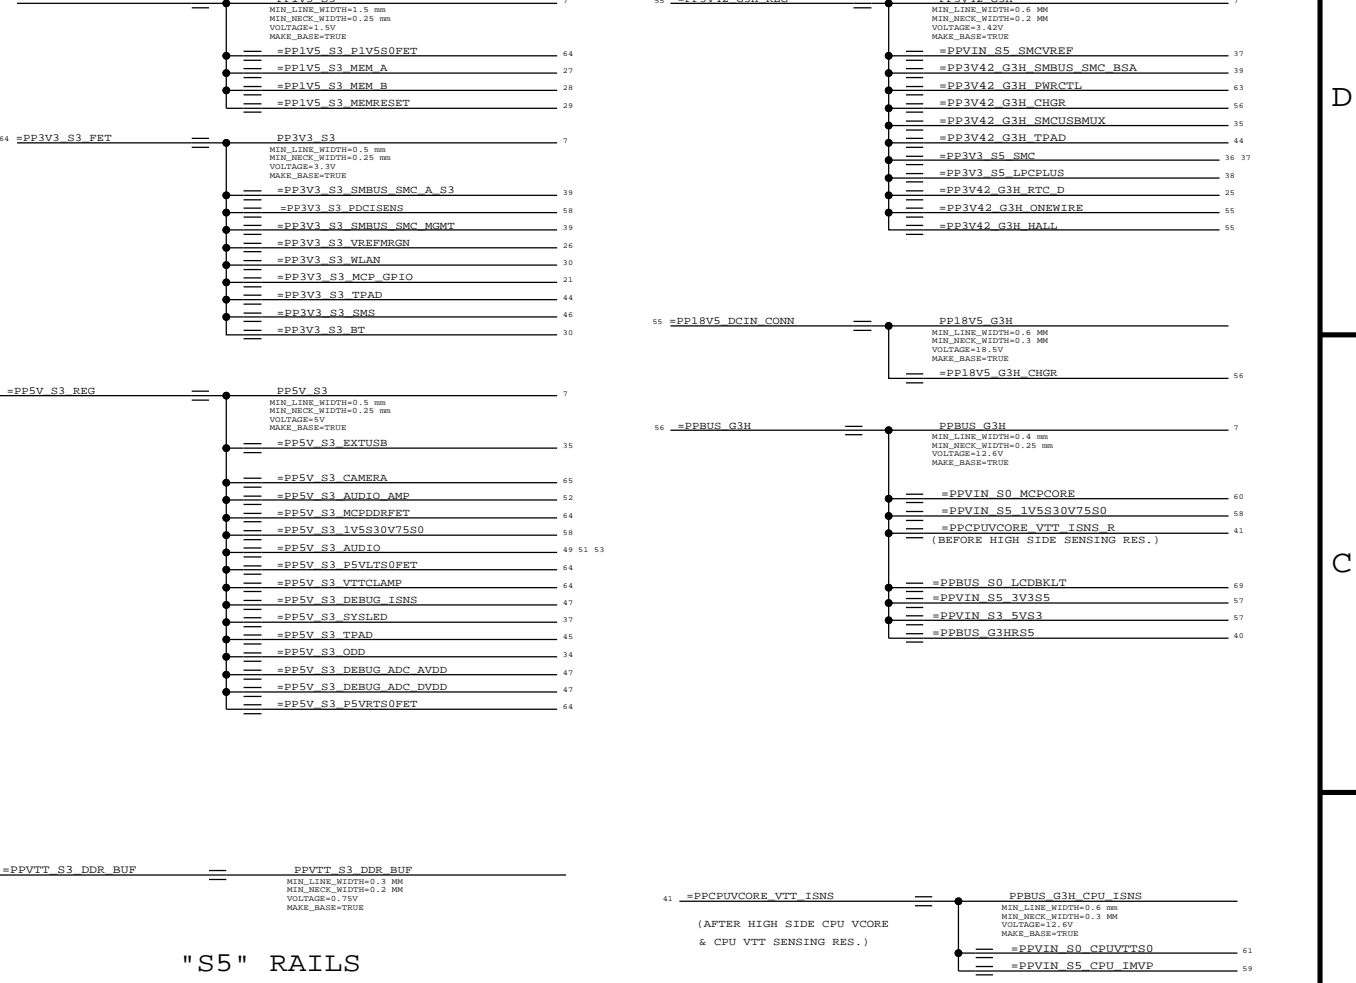 MIN_LINE_WIDTH=1.5 mm
MIN_NECK_WIDTH=0.25 mm
VOLTAGE=1.5V
MAKE_BASE=TRUE
=PP1V5_S3_P1V5S0FET 64
=PP1V5_S3_MEM_A 27
=PP1V5_S3_MEM_B 28
=PP1V5_S3_MEMRESET 29
64 =PP3V3_S3_FET PP3V3_S3 7
MIN_LINE_WIDTH=0.5 mm
MIN_NECK_WIDTH=0.25 mm
VOLTAGE=3.3V
MAKE_BASE=TRUE
=PP3V3_S3_SMBUS_SMC_A_S3 39
=PP3V3_S3_PDCISENS 58
=PP3V3_S3_SMBUS_SMC_MGMT 39
=PP3V3_S3_VREFMRGN 26
=PP3V3_S3_WLAN 30
=PP3V3_S3_MCP_GPIO 21
=PP3V3_S3_TPAD 44
=PP3V3_S3_SMS 46
=PP3V3_S3_BT 30
=PP5V_S3_REG PP5V_S3 7
MIN_LINE_WIDTH=0.5 mm
MIN_NECK_WIDTH=0.25 mm
VOLTAGE=5V
MAKE_BASE=TRUE
=PP5V_S3_EXTUSB 35
=PP5V_S3_CAMERA 65
=PP5V_S3_AUDIO_AMP 52
=PP5V_S3_MCPDDRFET 64
=PP5V_S3_1V5S30V75S0 58
=PP5V_S3_AUDIO 49 51 53
=PP5V_S3_P5VLTS0FET 64
=PP5V_S3_VTTCLAMP 64
=PP5V_S3_DEBUG_ISNS 47
=PP5V_S3_SYSLED 37
=PP5V_S3_TPAD 45
=PP5V_S3_ODD 34
=PP5V_S3_DEBUG_ADC_AVDD 47
=PP5V_S3_DEBUG_ADC_DVDD 47
=PP5V_S3_P5VRTS0FET 64
=PPVTT_S3_DDR_BUF PPVTT_S3_DDR_BUF
MIN_LINE_WIDTH=0.3 MM
MIN_NECK_WIDTH=0.2 MM
VOLTAGE=0.75V
MAKE_BASE=TRUE
"S5" RAILS
MIN_LINE_WIDTH=0.6 MM
MIN_NECK_WIDTH=0.2 MM
VOLTAGE=3.42V
MAKE_BASE=TRUE
=PPVIN_S5_SMCVREF 37
=PP3V42_G3H_SMBUS_SMC_BSA 39
=PP3V42_G3H_PWRCTL 63
=PP3V42_G3H_CHGR 56
=PP3V42_G3H_SMCUSBMUX 35
=PP3V42_G3H_TPAD 44
=PP3V3_S5_SMC 36 37
=PP3V3_S5_LPCPLUS 38
=PP3V42_G3H_RTC_D 25
=PP3V42_G3H_ONEWIRE 55
=PP3V42_G3H_HALL 55
55 =PP18V5_DCIN_CONN PP18V5_G3H
MIN_LINE_WIDTH=0.6 MM
MIN_NECK_WIDTH=0.3 MM
VOLTAGE=18.5V
MAKE_BASE=TRUE
=PP18V5_G3H_CHGR 56
56 =PPBUS_G3H PPBUS_G3H 7
MIN_LINE_WIDTH=0.4 mm
MIN_NECK_WIDTH=0.25 mm
VOLTAGE=12.6V
MAKE_BASE=TRUE
=PPVIN_S0_MCPCORE 60
=PPVIN_S5_1V5S30V75S0 58
=PPCPUVCORE_VTT_ISNS_R 41
(BEFORE HIGH SIDE SENSING RES.)
=PPBUS_S0_LCDBKLT 69
=PPVIN_S5_3V3S5 57
=PPVIN_S3_5VS3 57
=PPBUS_G3HRS5 40
41 =PPCPUVCORE_VTT_ISNS PPBUS_G3H_CPU_ISNS
MIN_LINE_WIDTH=0.6 mm
MIN_NECK_WIDTH=0.3 MM
VOLTAGE=12.6V
MAKE_BASE=TRUE
(AFTER HIGH SIDE CPU VCORE
& CPU VTT SENSING RES.)
=PPVIN_S0_CPUVTTS0 61
=PPVIN_S5_CPU_IMVP 59
D
C